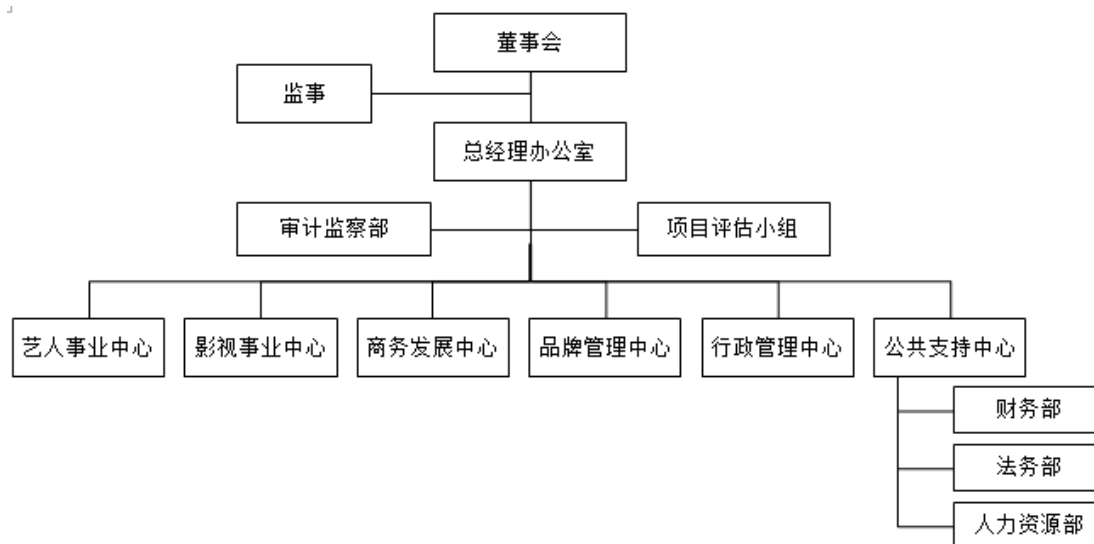 董事会
监事
总经理办公室
审计监察部
项目评估小组
艺人事业中心
影视事业中心
商务发展中心
品牌管理中心
行政管理中心
公共支持中心
财务部
法务部
人力资源部